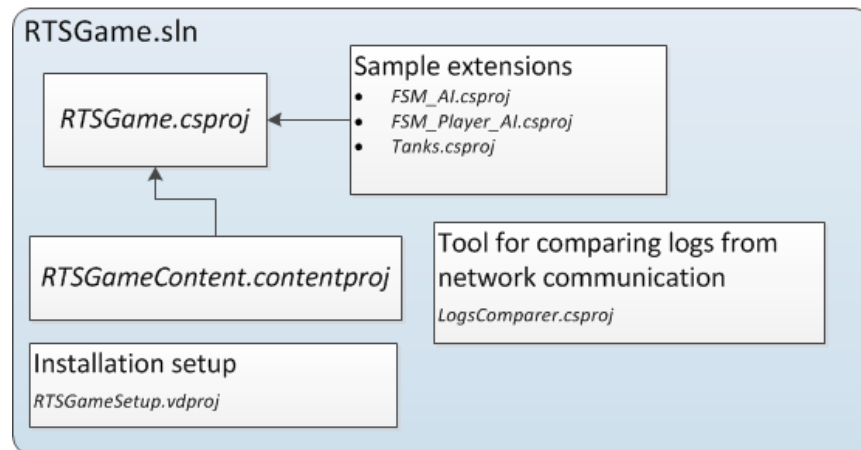 RTSGame.sln
RTSGame.csproj
Sample extensions
• FSM_AI.csproj
• FSM_Player_AI.csproj
• Tanks.csproj
RTSGameContent.contentproj
Tool for comparing logs from
network communication
LogsComparer.csproj
Installation setup
RTSGameSetup.vdproj